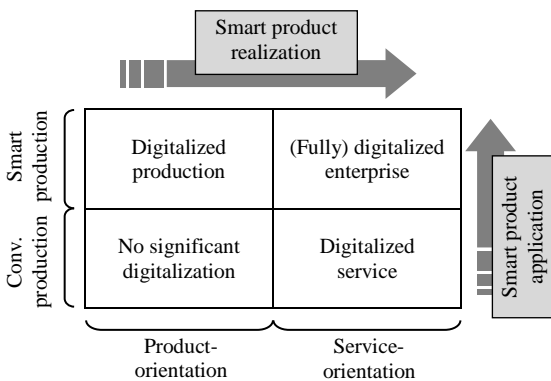 Smart product
realization
Smart
production
Digitalized
production
(Fully) digitalized
enterprise
Conv.
production
No significant
digitalization
Digitalized
service
Smart product
application
Product-
orientation
Service-
orientation